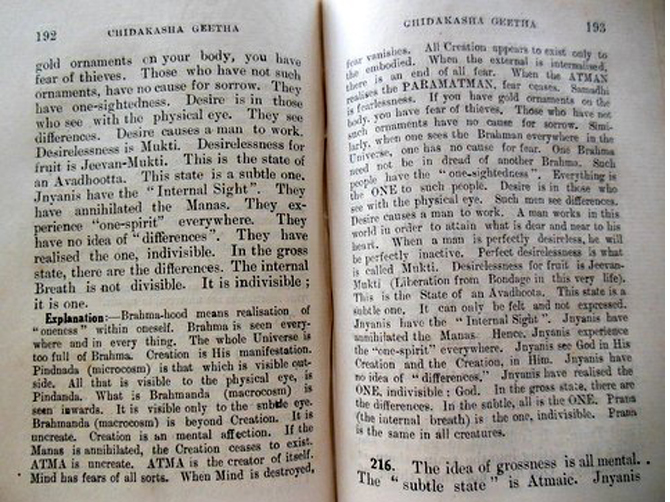 192 CHIDAKASHA GEETHA
gold ornaments on your body, you have
fear of thieves. Those who have not such
ornaments, have no cause for sorrow. They
have one-sightedness. Desire is in those
who see with the physical eye. They see
differences. Desire causes a man to work.
Desirelessness is Mukti. Desirelessness for
fruit is Jeevan-Mukti. This is the state of
an Avadhootta. This state is a subtle one.
Jnyanis have the "Internal Sight". They
have annihilated the Manas. They ex-
perience "one-spirit" everywhere. They
have no idea of "differences". They have
realised the one, indivisible. In the gross
state, there are the differences. The internal
Breath is not divisible. It is indivisible ;
it is one.
Explanation:—Brahma-hood means realisation of
"oneness" within oneself. Brahma is seen every-
where and in every thing. The whole Universe is
too full of Brahma. Creation is His manifestation.
Pindnada (microcosm) is that which is visible out-
side. All that is visible to the physical eye, is
Pindanda. What is Brahmanda (macrocosm) is
seen inwards. It is visible only to the subtle eye.
Brahmanda (macrocosm) is beyond Creation. It is
uncreate. Creation is an mental affection. If the
Manas is annihilated, the Creation ceases to exist.
ATMA is uncreate. ATMA is the creator of itself.
Mind has fears of all sorts. When Mind is destroyed,
CHIDAKASHA GEETHA 193
fear vanishes. All Creation appears to exist only to
the embodied. When the external is internalised,
there is an end of all fear. When the ATMAN
realises the PARAMATMAN, fear ceases. Samadhi
is fearlessness. If you have gold ornaments on the
body, you have fear of thieves. Those who have not
such ornaments have no cause for sorrow. Simi-
larly, when one sees the Brahman everywhere in the
Universe, one has no cause for fear. One Brahma
need not be in dread of another Brahma. Such
people have the "one-sightedness". Everything is
the ONE to such people. Desire is in those who
see with the physical eye. Such men see differences.
Desire causes a man to work. A man works in this
world in order to attain what is dear and near to his
heart. When a man is perfectly desireless, he will
be perfectly inactive. Perfect desirelessness is what
is called Mukti. Desirelessness for fruit is Jeevan-
Mukti (Liberation from Bondage in this very life).
This is the State of an Avadhoota. This state is a
subtle one. It can only be felt and not expressed.
Jnyanis have the "Internal Sight". Jnyanis have
annihilated the Manas. Hence, Jnyanis experience
the "one-spirit" everywhere. Jnyanis see God in His
Creation and the Creation, in Him. Jnyanis have
no idea of "differences." Jnyanis have realised the
ONE, indivisible : God. In the gross state, there are
the differences. In the subtle, all is the ONE. Prana
(the internal breath) is the one, indivisible. Prana
is the same in all creatures.
216. The idea of grossness is all mental.
The "subtle state" is Atmaic. Jnyanis